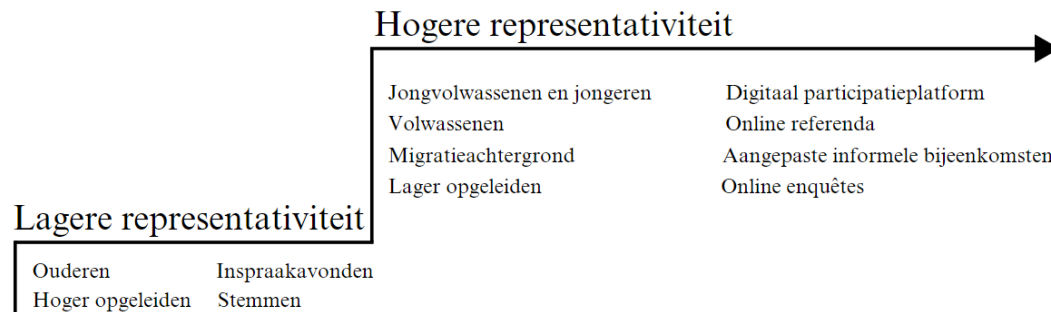 Hogere representativiteit
Jongvolwassenen en jongeren Digitaal participatieplatform
Volwassenen Online referenda
Migratieachtergrond Aangepaste informele bijeenkomsten
Lager opgeleiden Online enquêtes
Lagere representativiteit
Ouderen Inspraakavonden
Hoger opgeleiden Stemmen